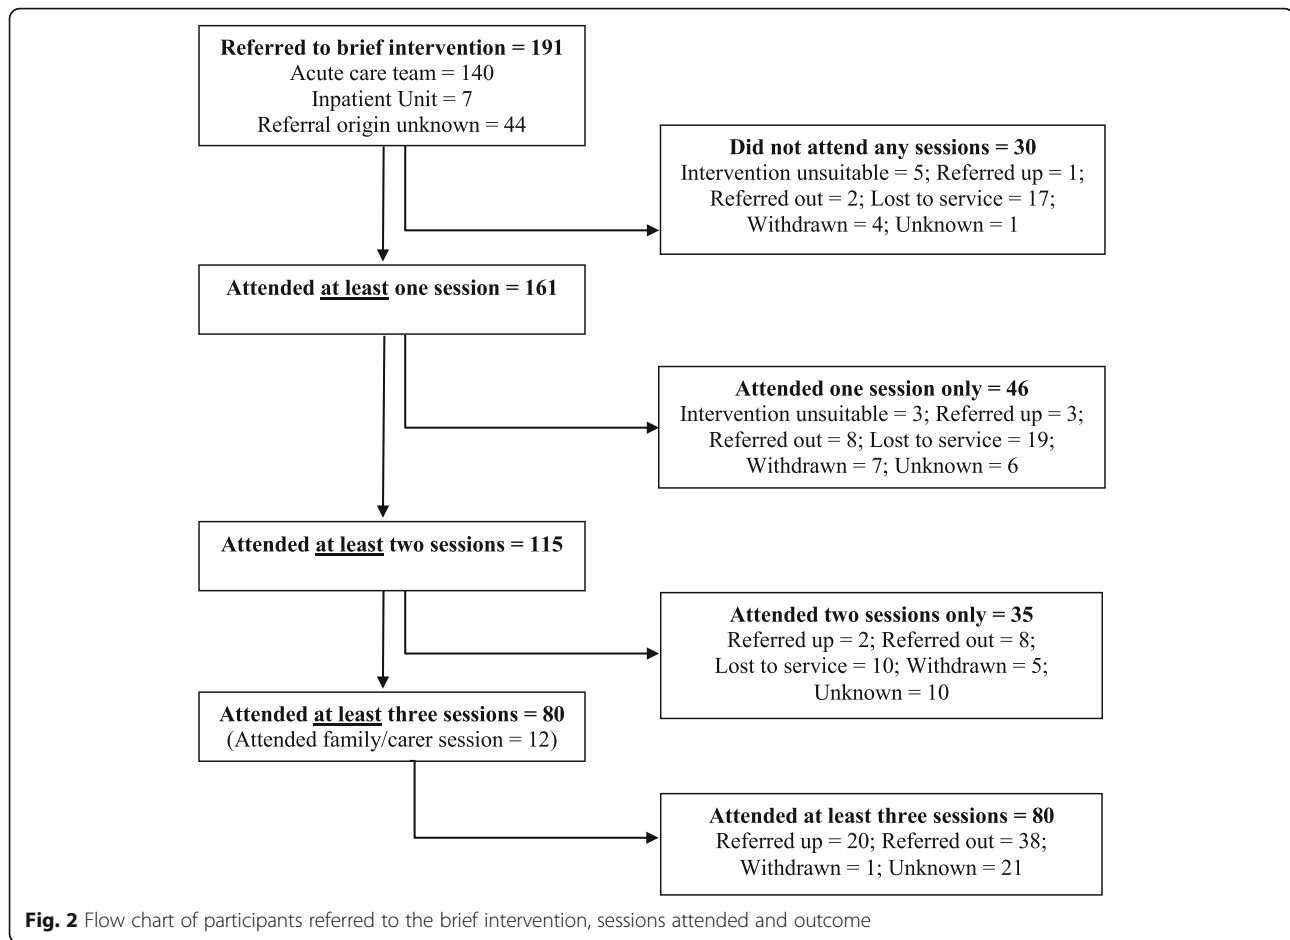 Referred to brief intervention = 191
Acute care team = 140
Inpatient Unit = 7
Referral origin unknown = 44
Did not attend any sessions = 30
Intervention unsuitable = 5; Referred up = 1;
Referred out = 2; Lost to service = 17;
Withdrawn = 4; Unknown = 1
Attended at least one session = 161
Attended one session only = 46
Intervention unsuitable = 3; Referred up = 3;
Referred out = 8; Lost to service = 19;
Withdrawn = 7; Unknown = 6
Attended at least two sessions = 115
Attended two sessions only = 35
Referred up = 2; Referred out = 8;
Lost to service = 10; Withdrawn = 5;
Unknown = 10
Attended at least three sessions = 80
(Attended family/carer session = 12)
Attended at least three sessions = 80
Referred up = 20; Referred out = 38;
Withdrawn = 1; Unknown = 21
Fig. 2 Flow chart of participants referred to the brief intervention, sessions attended and outcome